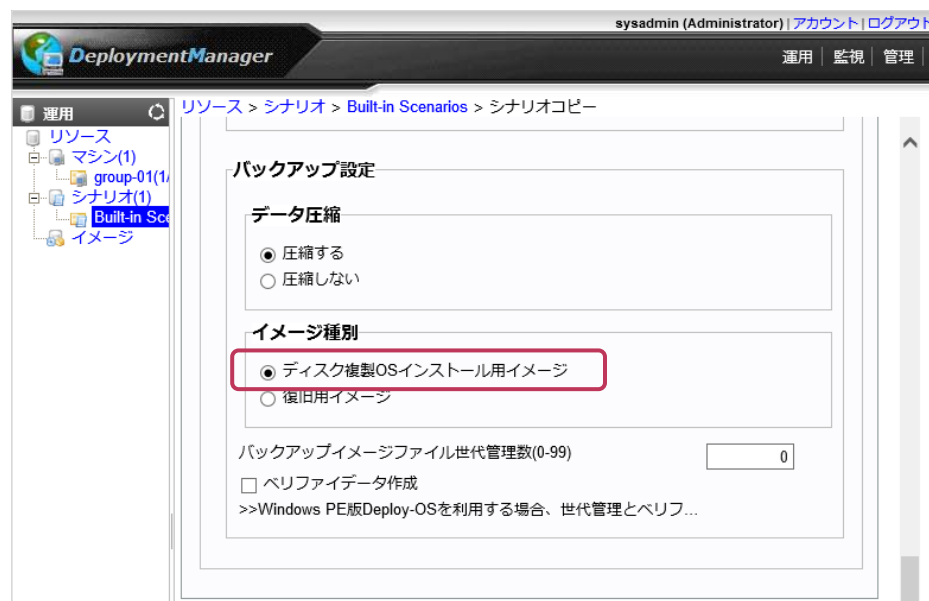 sysadmin (Administrator) | アカウント | ログアウト
DeploymentManager
運用 | 監視 | 管理 |
運用
リソース
マシン(1)
group-01(1/
シナリオ(1)
Built-in Sce
イメージ
リソース > シナリオ > Built-in Scenarios > シナリオコピー
バックアップ設定
データ圧縮
圧縮する
圧縮しない
イメージ種別
ディスク複製OSインストール用イメージ
復旧用イメージ
バックアップイメージファイル世代管理数(0-99)
0
ベリファイデータ作成
>>Windows PE版Deploy-OSを利用する場合、世代管理とベリフ...